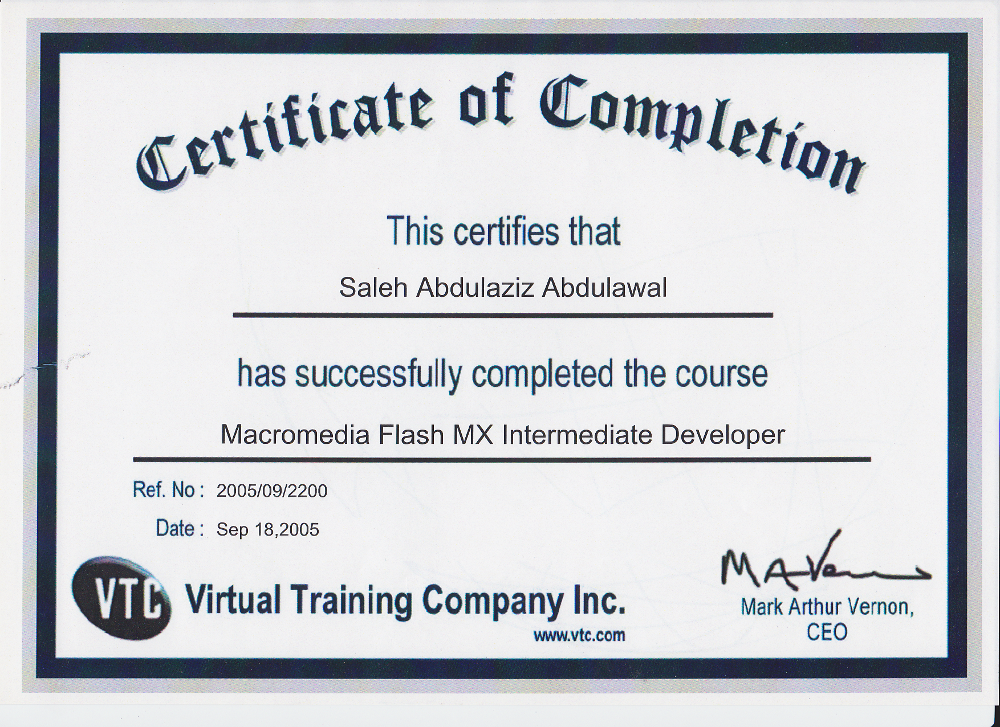 Certificate of Completion
This certifies that
Saleh Abdulaziz Abdulawal
has successfully completed the course
Macromedia Flash MX Intermediate Developer
Ref. No : 2005/09/2200
Date : Sep 18,2005
VTC Virtual Training Company Inc.
www.vtc.com
MAVernon
Mark Arthur Vernon,
CEO